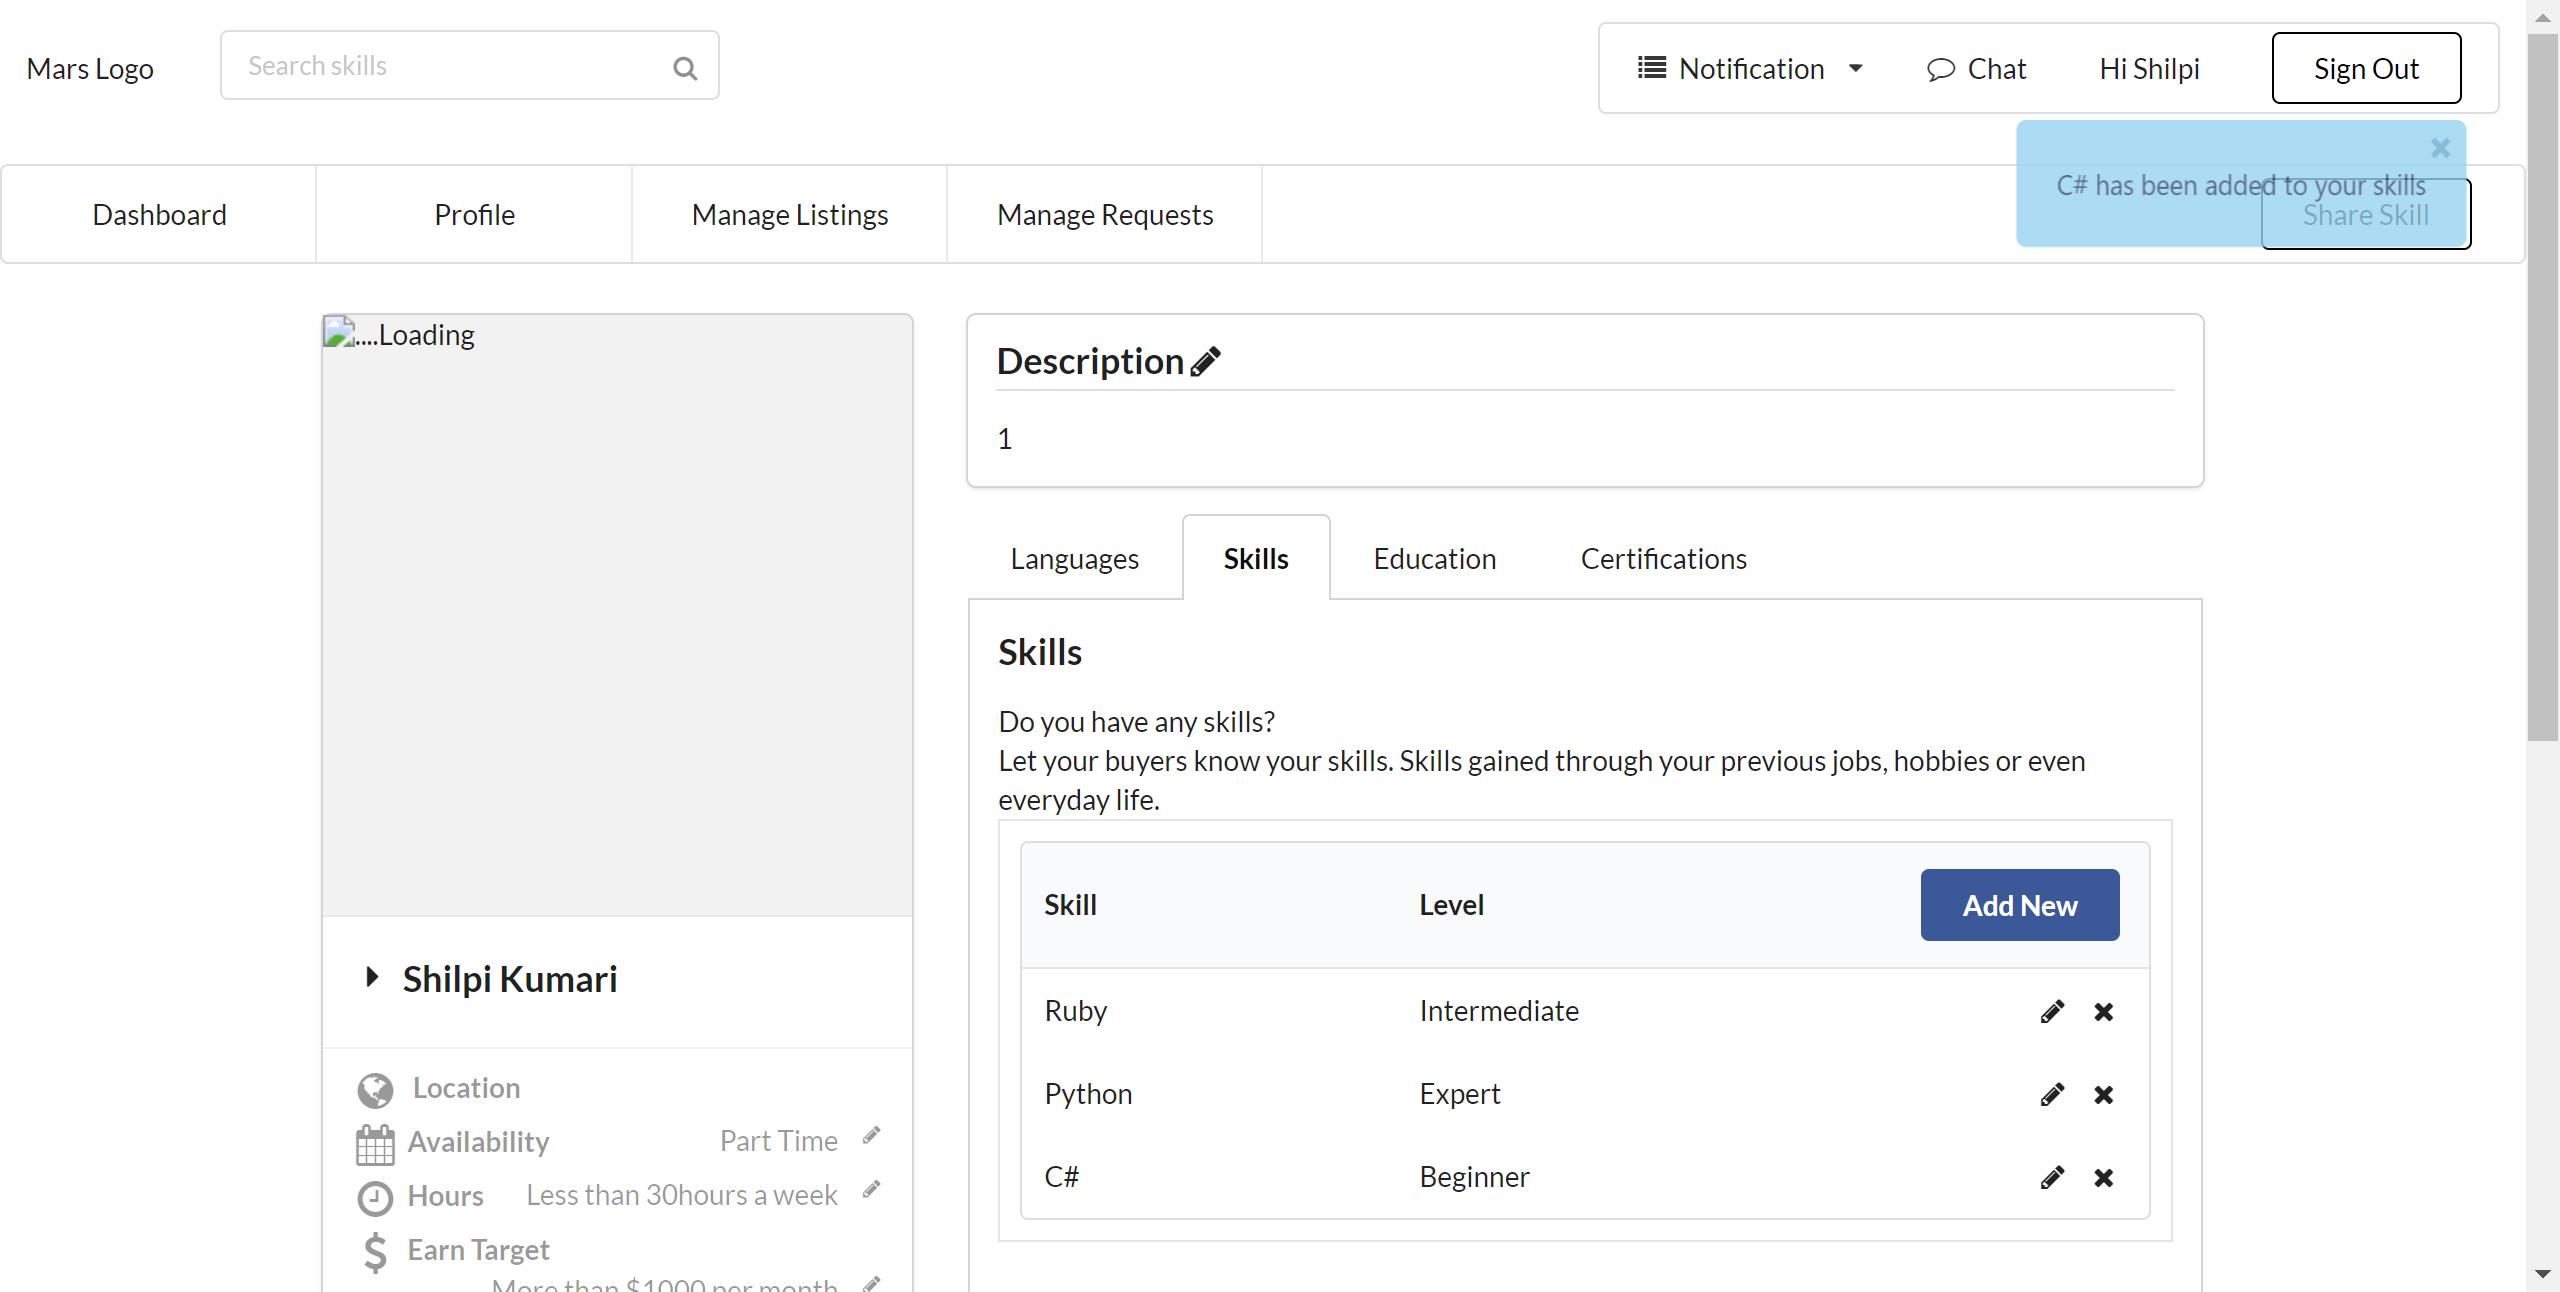 Mars Logo
Search skills
Notification
Chat
Hi Shilpi
Sign Out
C# has been added to your skills
Dashboard
Profile
Manage Listings
Manage Requests
Share Skill
....Loading
Shilpi Kumari
Location
Availability Part Time
Hours Less than 30hours a week
Earn Target
More than $1000 per month
Description
1
Languages
Skills
Education
Certifications
Skills
Do you have any skills?
Let your buyers know your skills. Skills gained through your previous jobs, hobbies or even
everyday life.
Skill Level Add New
Ruby Intermediate
Python Expert
C# Beginner